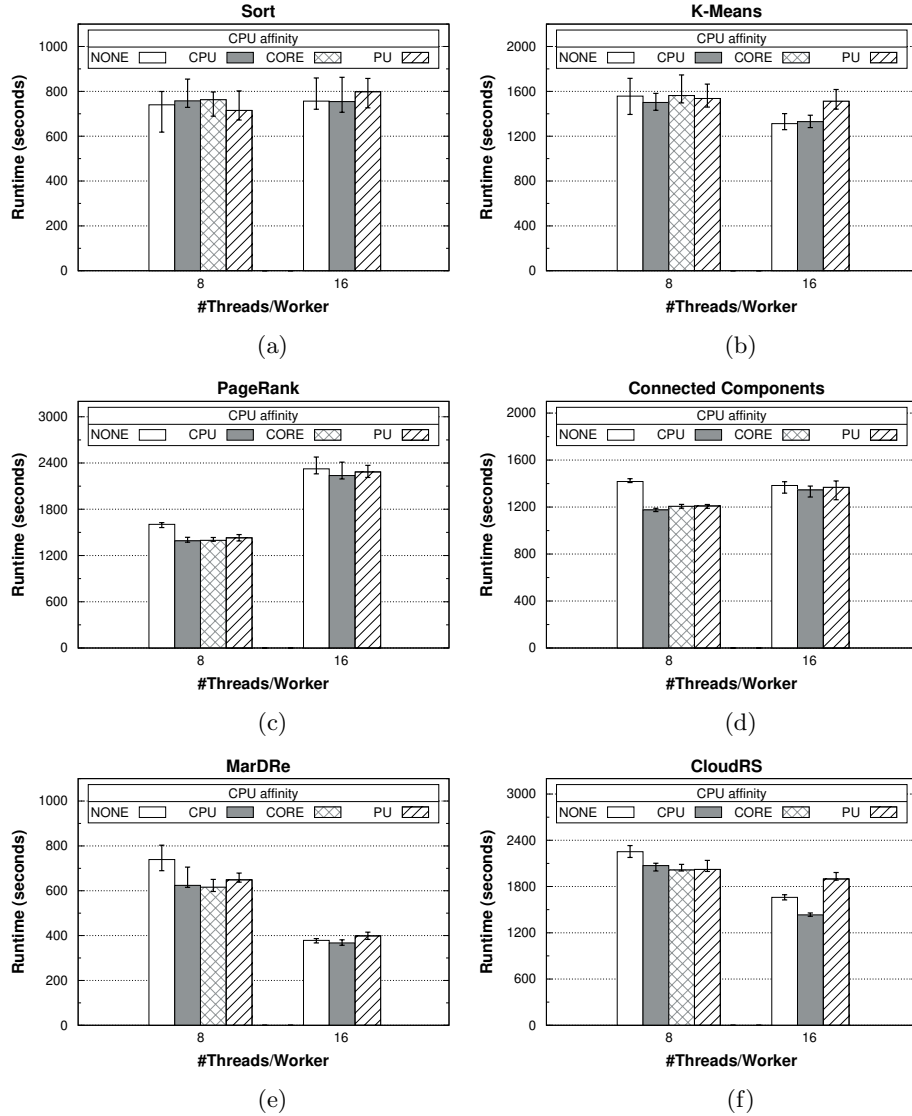 Sort
Runtime (seconds)
1000
800
600
400
200
0
CPU affinity
NONE CPU CORE PU
8 16
#Threads/Worker
(a)
K-Means
Runtime (seconds)
2000
1600
1200
800
400
0
CPU affinity
NONE CPU CORE PU
8 16
#Threads/Worker
(b)
PageRank
Runtime (seconds)
3000
2400
1800
1200
600
0
CPU affinity
NONE CPU CORE PU
8 16
#Threads/Worker
(c)
Connected Components
Runtime (seconds)
2000
1600
1200
800
400
0
CPU affinity
NONE CPU CORE PU
8 16
#Threads/Worker
(d)
MarDRe
Runtime (seconds)
1000
800
600
400
200
0
CPU affinity
NONE CPU CORE PU
8 16
#Threads/Worker
(e)
CloudRS
Runtime (seconds)
3000
2400
1800
1200
600
0
CPU affinity
NONE CPU CORE PU
8 16
#Threads/Worker
(f)